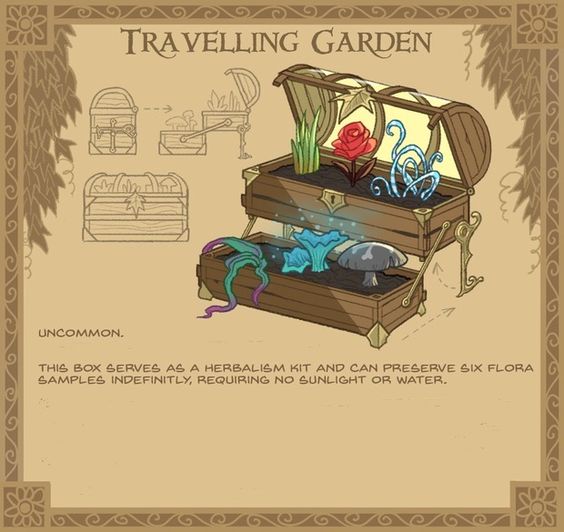 Travelling Garden
Uncommon.
This box serves as a herbalism kit and can preserve six flora
samples indefinitly, requiring no sunlight or water.